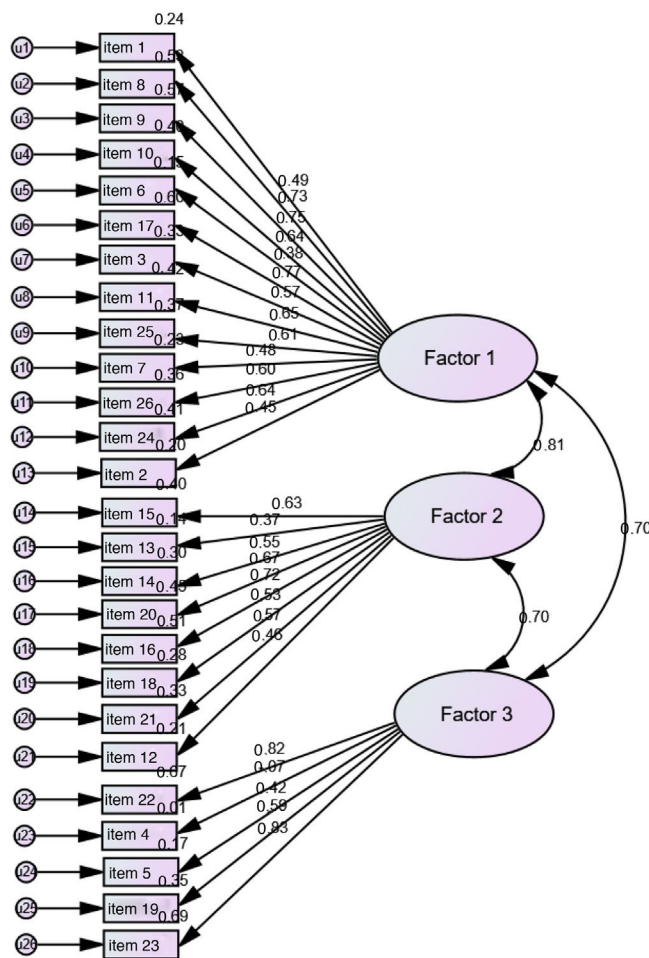 0.24
u1 item 1
0.53
u2 item 8
0.57
u3 item 9
0.40
u4 item 10
0.15
u5 item 6
0.60
u6 item 17
0.33
u7 item 3
0.42
u8 item 11
0.37
u9 item 25
0.23
u10 item 7
0.36
u11 item 26
0.41
u12 item 24
0.20
u13 item 2
0.40
u14 item 15
0.14
u15 item 13
0.30
u16 item 14
0.45
u17 item 20
0.51
u18 item 16
0.28
u19 item 18
0.33
u20 item 21
0.21
u21 item 12
0.67
u22 item 22
0.01
u23 item 4
0.17
u24 item 5
0.35
u25 item 19
0.69
u26 item 23
0.49
0.73
0.75
0.64
0.38
0.77
0.57
0.65
0.61
0.48
0.60
0.64
0.45
Factor 1
0.81
0.63
0.37
0.55
0.67
0.72
0.53
0.57
0.46
Factor 2
0.70
0.70
0.82
0.07
0.42
0.59
0.83
Factor 3